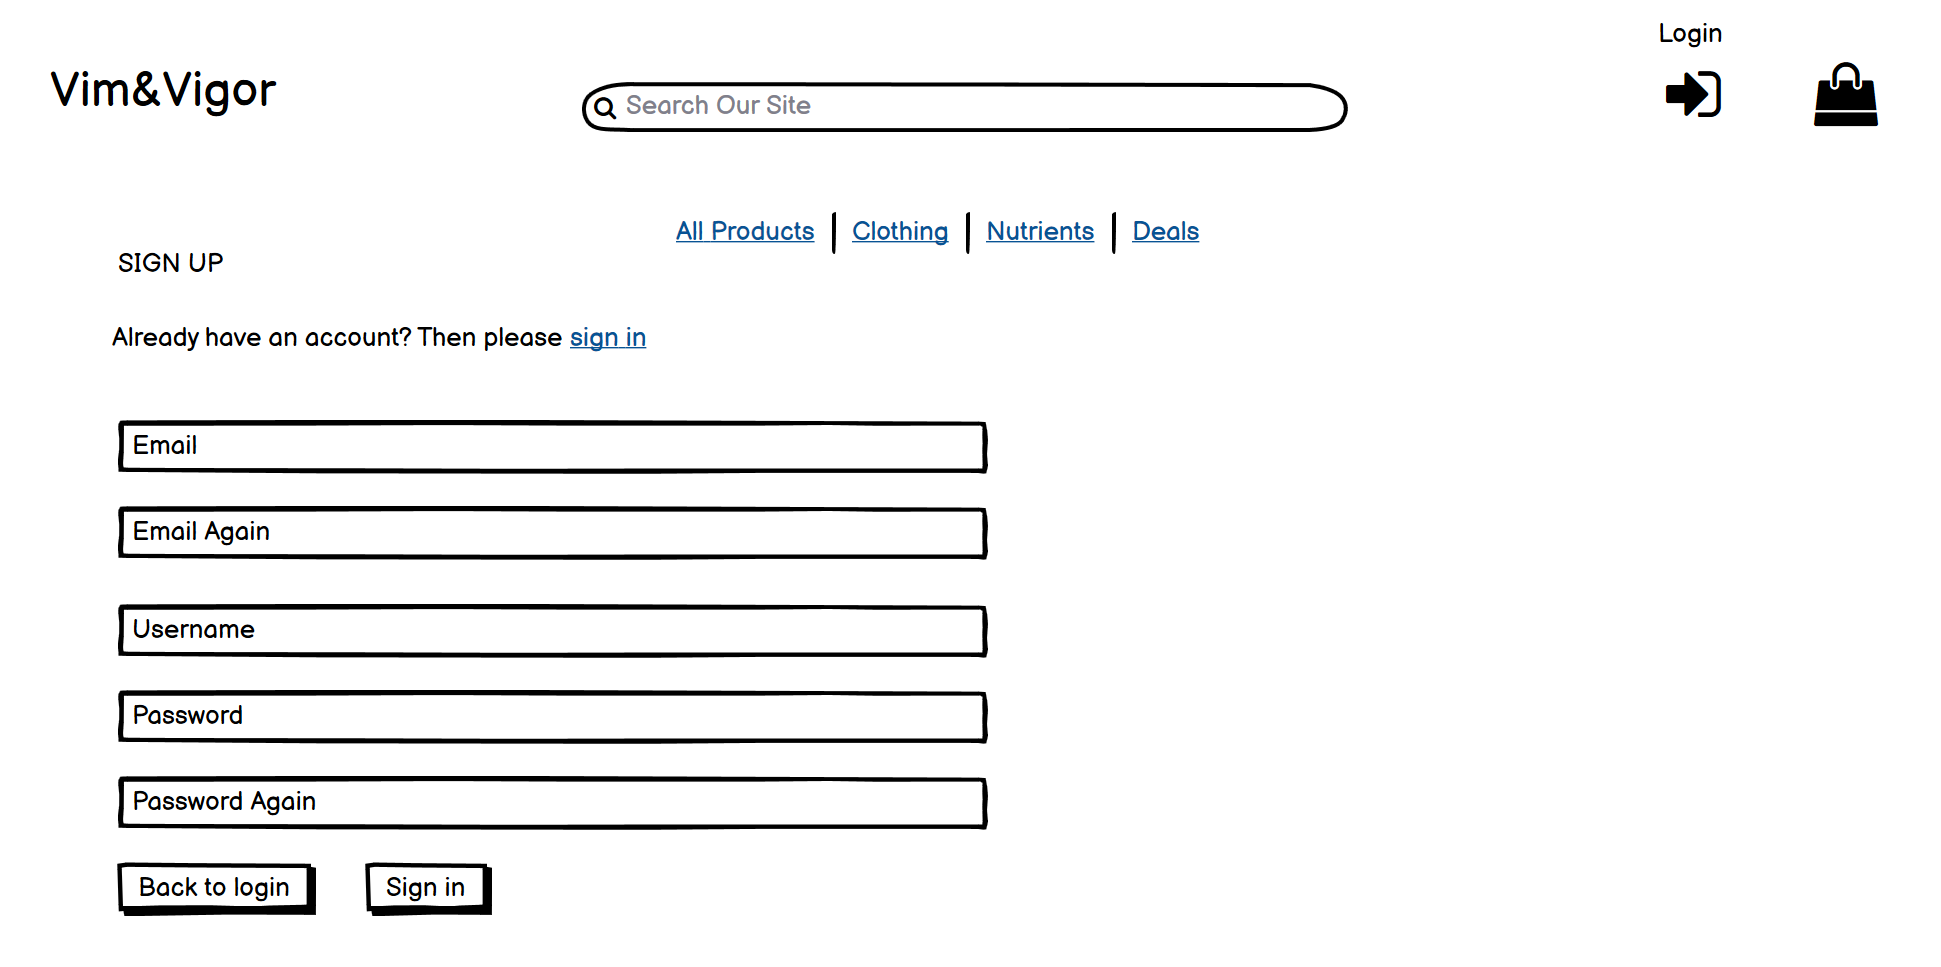 Login
Vim&Vigor
Search Our Site
All Products | Clothing | Nutrients | Deals
SIGN UP
Already have an account? Then please sign in
Email
Email Again
Username
Password
Password Again
Back to login
Sign in